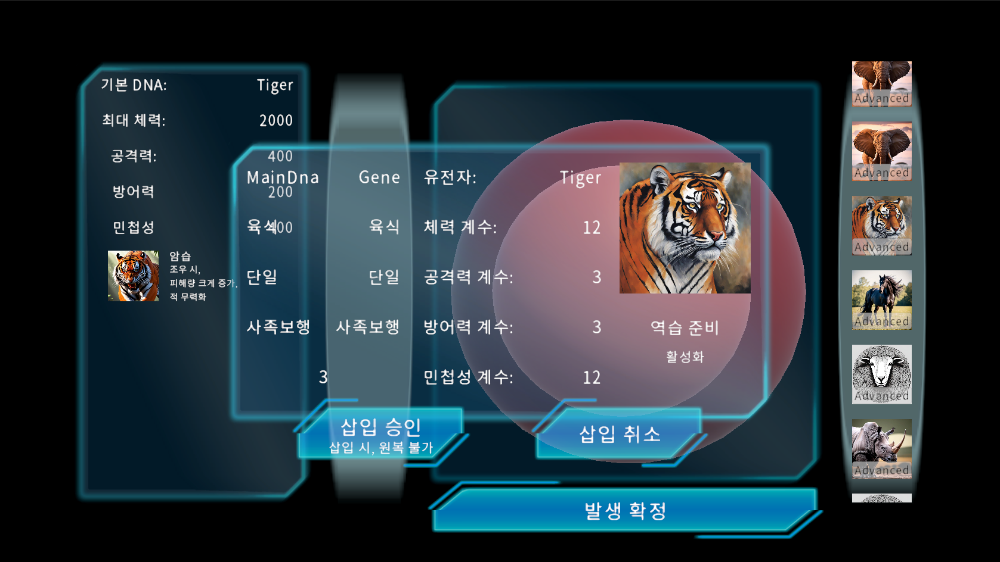 기본 DNA: Tiger
최대 체력: 2000
공격력: 400
방어력 200
민첩성 400
암습
조우 시,
피해량 크게 증가,
적 무력화
MainDna Gene 유전자: Tiger
육식 육식 체력 계수: 12
단일 단일 공격력 계수: 3
사족보행 사족보행 방어력 계수: 3
3 민첩성 계수: 12
역습 준비
활성화
삽입 승인
삽입 시, 원복 불가
삽입 취소
발생 확정
Advanced
Advanced
Advanced
Advanced
Advanced
Advanced